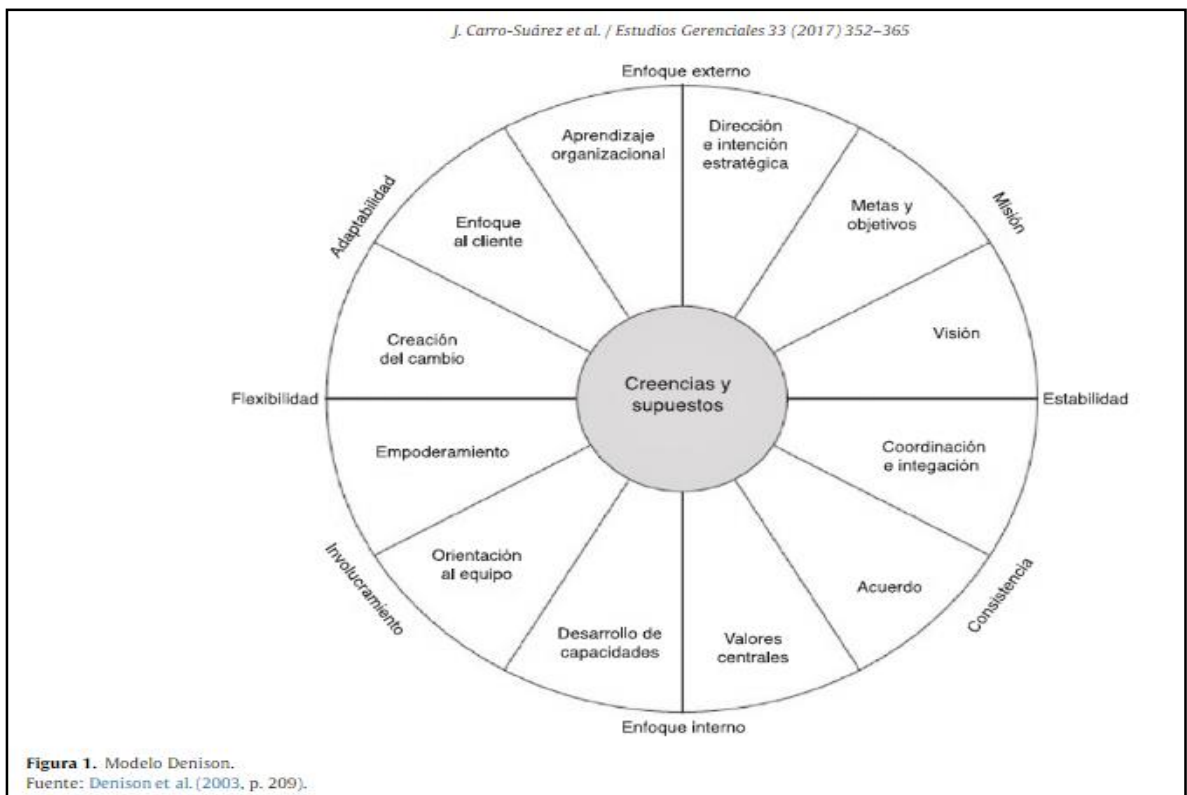 J. Carro-Suárez et al. / Estudios Gerenciales 33 (2017) 352–365
Enfoque externo
Aprendizaje
organizacional
Dirección
e intención
estratégica
Adaptabilidad
Enfoque
al cliente
Metas y
objetivos
Misión
Creación
del cambio
Visión
Creencias y
supuestos
Flexibilidad
Estabilidad
Empoderamiento
Coordinación
e integación
Involucramiento
Orientación
al equipo
Acuerdo
Consistencia
Desarrollo de
capacidades
Valores
centrales
Enfoque interno
Figura 1. Modelo Denison.
Fuente: Denison et al. (2003, p. 209).